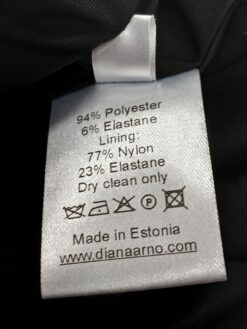 94% Polyester
6% Elastane
Lining:
77% Nylon
23% Elastane
Dry clean only
Made in Estonia
www.dianaarno.com